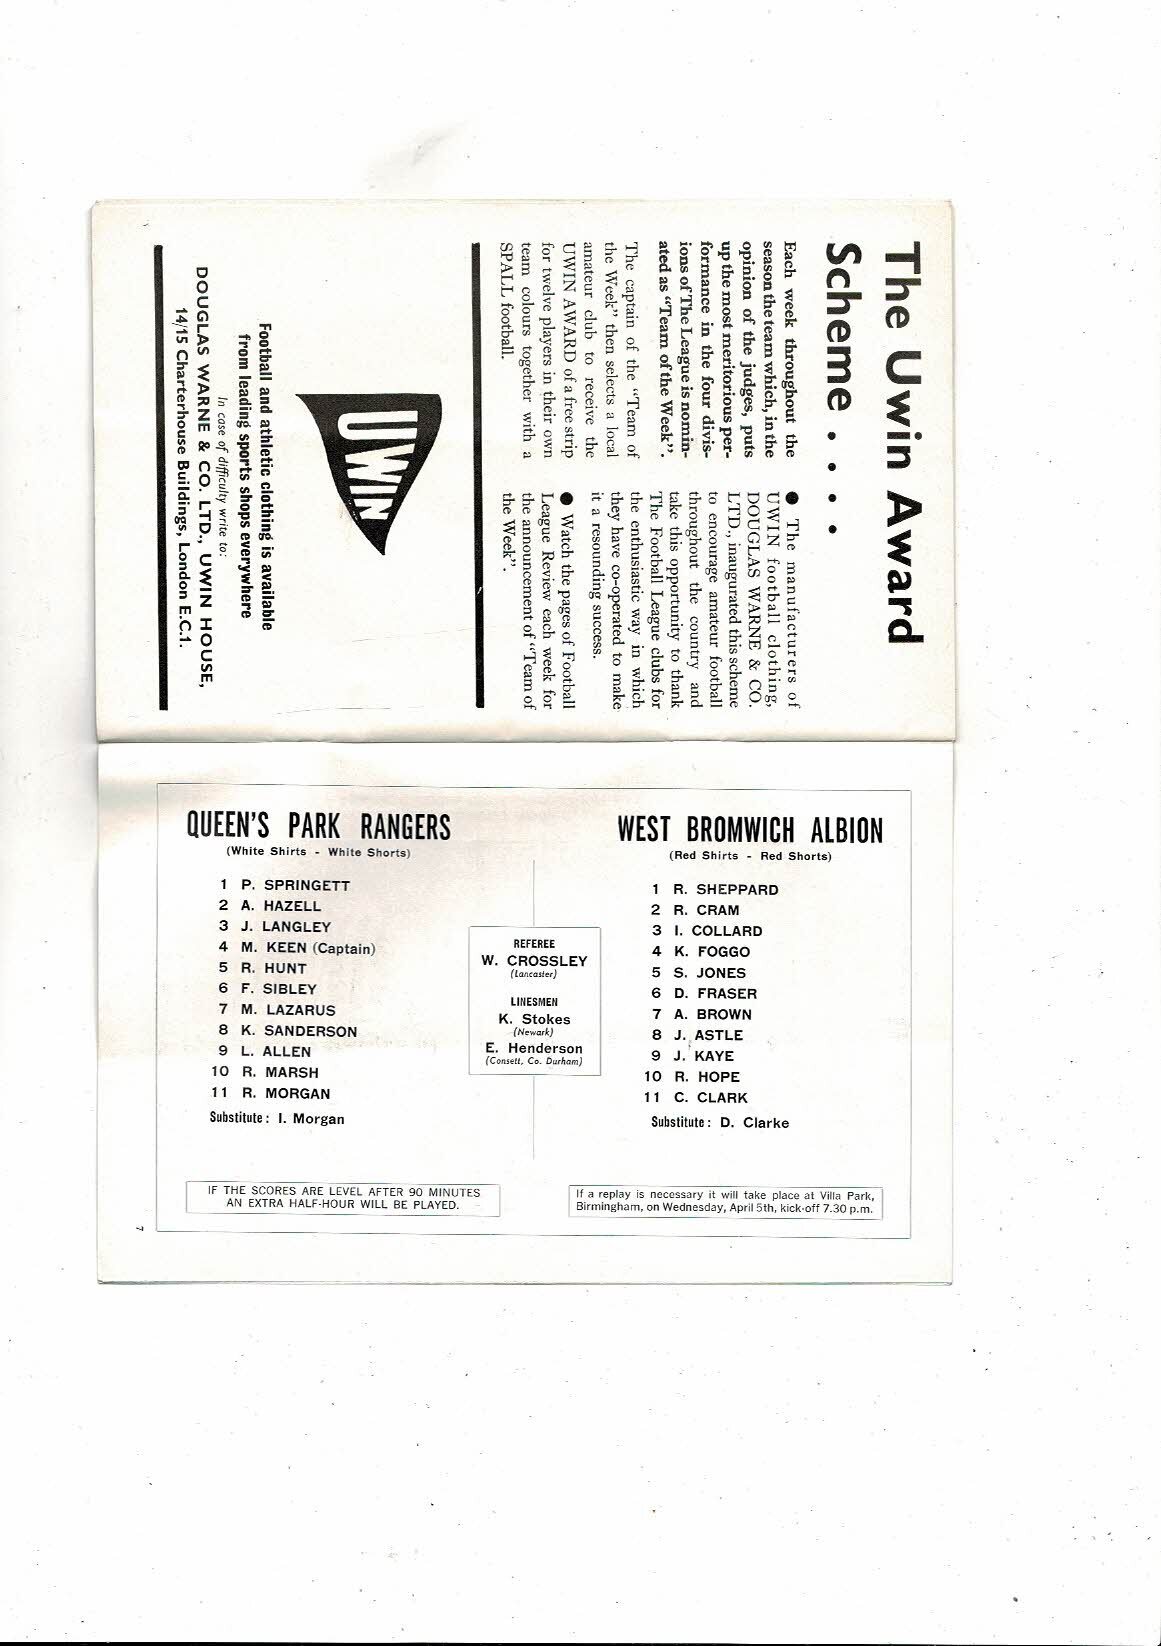 The Uwin Award
Scheme . . . .
Each week throughout the
season the team which, in the
opinion of the judges, puts
up the most meritorious per-
formance in the four divis-
ions of The League is nomin-
ated as "Team of the Week".
The captain of the "Team of
the Week" then selects a local
amateur club to receive the
UWIN AWARD of a free strip
for twelve players in their own
team colours together with a
SPALL football.
● The manufacturers of
UWIN football clothing,
DOUGLAS WARNE & CO.
LTD., inaugurated this scheme
to encourage amateur football
throughout the country and
take this opportunity to thank
The Football League clubs for
the enthusiastic way in which
they have co-operated to make
it a resounding success.
● Watch the pages of Football
League Review each week for
the announcement of "Team of
the Week".
UWIN
Football and athletic clothing is available
from leading sports shops everywhere
In case of difficulty write to:
DOUGLAS WARNE & CO. LTD., UWIN HOUSE,
14/15 Charterhouse Buildings, London E.C.1.
QUEEN'S PARK RANGERS
(White Shirts - White Shorts)
1 P. SPRINGETT
2 A. HAZELL
3 J. LANGLEY
4 M. KEEN (Captain)
5 R. HUNT
6 F. SIBLEY
7 M. LAZARUS
8 K. SANDERSON
9 L. ALLEN
10 R. MARSH
11 R. MORGAN
Substitute: I. Morgan
REFEREE
W. CROSSLEY
(Lancaster)
LINESMEN
K. Stokes
(Newark)
E. Henderson
(Consett, Co. Durham)
WEST BROMWICH ALBION
(Red Shirts - Red Shorts)
1 R. SHEPPARD
2 R. CRAM
3 I. COLLARD
4 K. FOGGO
5 S. JONES
6 D. FRASER
7 A. BROWN
8 J. ASTLE
9 J. KAYE
10 R. HOPE
11 C. CLARK
Substitute: D. Clarke
IF THE SCORES ARE LEVEL AFTER 90 MINUTES
AN EXTRA HALF-HOUR WILL BE PLAYED.
If a replay is necessary it will take place at Villa Park,
Birmingham, on Wednesday, April 5th, kick-off 7.30 p.m.
7